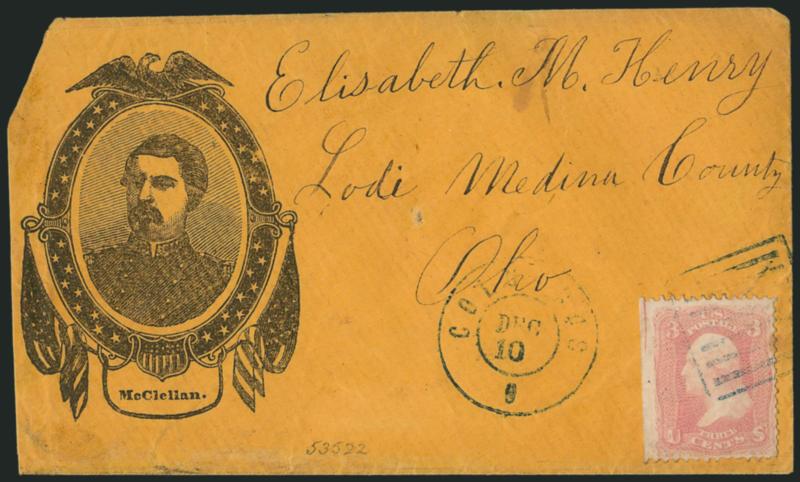 Elisabeth. M. Henry
Lodi Medina County
Ohio
McClellan.
DEC
10
53522
3 U.S. 3
POSTAGE
THREE
U CENTS S